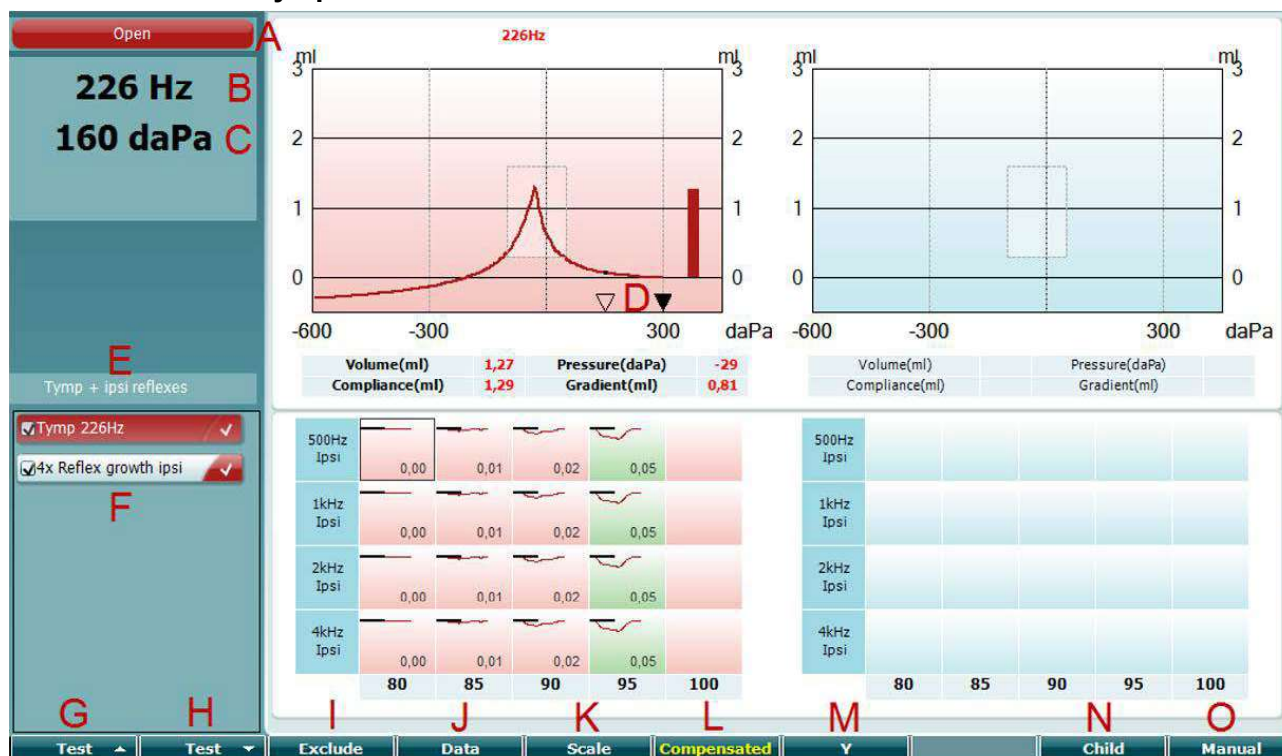 Open A
226 Hz B
160 daPa C
E
Tymp + ipsi reflexes
Tymp 226Hz
4x Reflex growth ipsi
F
G H
226Hz
ml ml
3 3
2 2
1 1
0 0
D
-600 -300 300 daPa
Volume(ml) 1,27 Pressure(daPa) -29
Compliance(ml) 1,29 Gradient(ml) 0,81
ml ml
3 3
2 2
1 1
0 0
-600 -300 300 daPa
Volume(ml) Pressure(daPa)
Compliance(ml) Gradient(ml)
500Hz
Ipsi 0,00 0,01 0,02 0,05
1kHz
Ipsi 0,00 0,01 0,02 0,05
2kHz
Ipsi 0,00 0,01 0,02 0,05
4kHz
Ipsi 0,00 0,01 0,02 0,05
80 85 90 95 100
500Hz
Ipsi
1kHz
Ipsi
2kHz
Ipsi
4kHz
Ipsi
80 85 90 95 100
I J K L M N O
Test Test Exclude Data Scale Compensated Y Child Manual